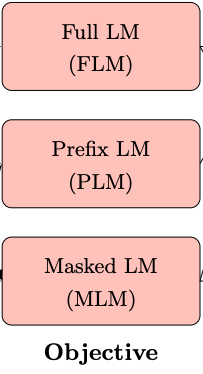 Full LM
(FLM)
Prefix LM
(PLM)
Masked LM
(MLM)
Objective